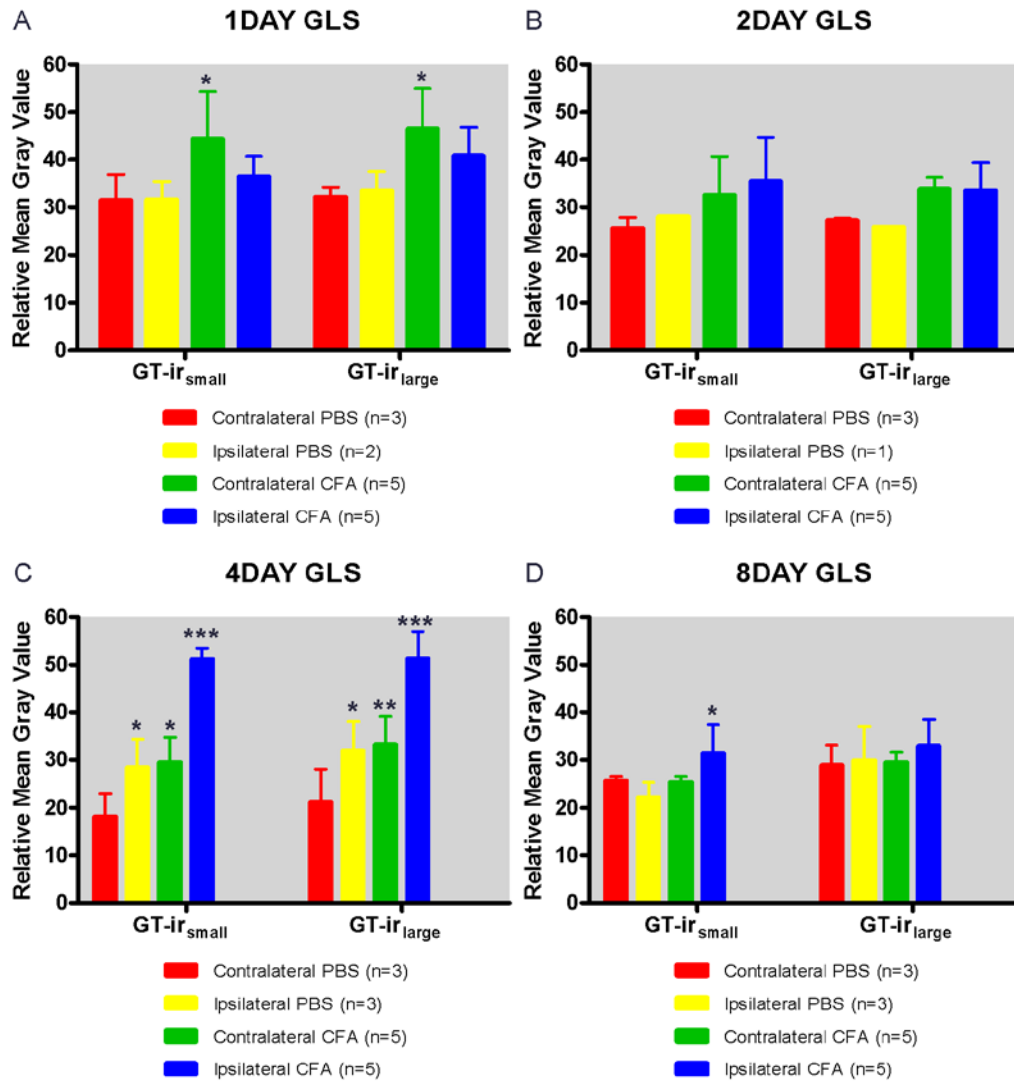 A
1DAY GLS
Relative Mean Gray Value
60
50
40
30
20
10
0
*
*
GT-irsmall
GT-irlarge
Contralateral PBS (n=3)
Ipsilateral PBS (n=2)
Contralateral CFA (n=5)
Ipsilateral CFA (n=5)
B
2DAY GLS
Relative Mean Gray Value
60
50
40
30
20
10
0
GT-irsmall
GT-irlarge
Contralateral PBS (n=3)
Ipsilateral PBS (n=1)
Contralateral CFA (n=5)
Ipsilateral CFA (n=5)
C
4DAY GLS
Relative Mean Gray Value
60
50
40
30
20
10
0
*
*
***
*
**
***
GT-irsmall
GT-irlarge
Contralateral PBS (n=3)
Ipsilateral PBS (n=3)
Contralateral CFA (n=5)
Ipsilateral CFA (n=5)
D
8DAY GLS
Relative Mean Gray Value
60
50
40
30
20
10
0
*
GT-irsmall
GT-irlarge
Contralateral PBS (n=3)
Ipsilateral PBS (n=3)
Contralateral CFA (n=5)
Ipsilateral CFA (n=5)